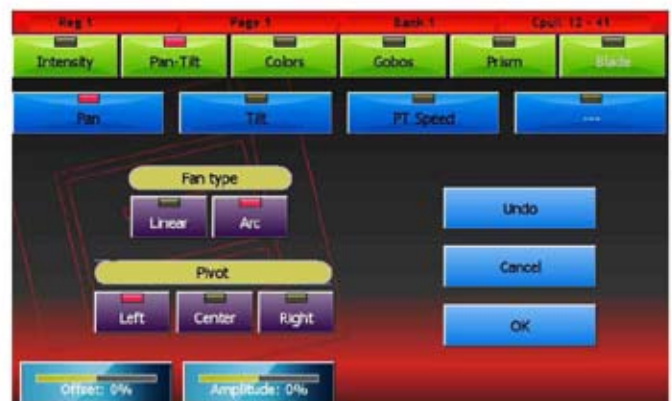 Reg 1 Page 1 Bank 1 Cpu%: 12 - 41
Intensity Pan-Tilt Colors Gobos Prism Blade
Pan Tilt PT Speed ---
Fan type
Linear Arc
Undo
Pivot
Cancel
Left Center Right
OK
Offset: 0% Amplitude: 0%